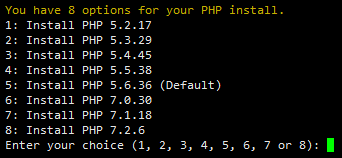 You have 8 options for your PHP install.
1: Install PHP 5.2.17
2: Install PHP 5.3.29
3: Install PHP 5.4.45
4: Install PHP 5.5.38
5: Install PHP 5.6.36 (Default)
6: Install PHP 7.0.30
7: Install PHP 7.1.18
8: Install PHP 7.2.6
Enter your choice (1, 2, 3, 4, 5, 6, 7 or 8):